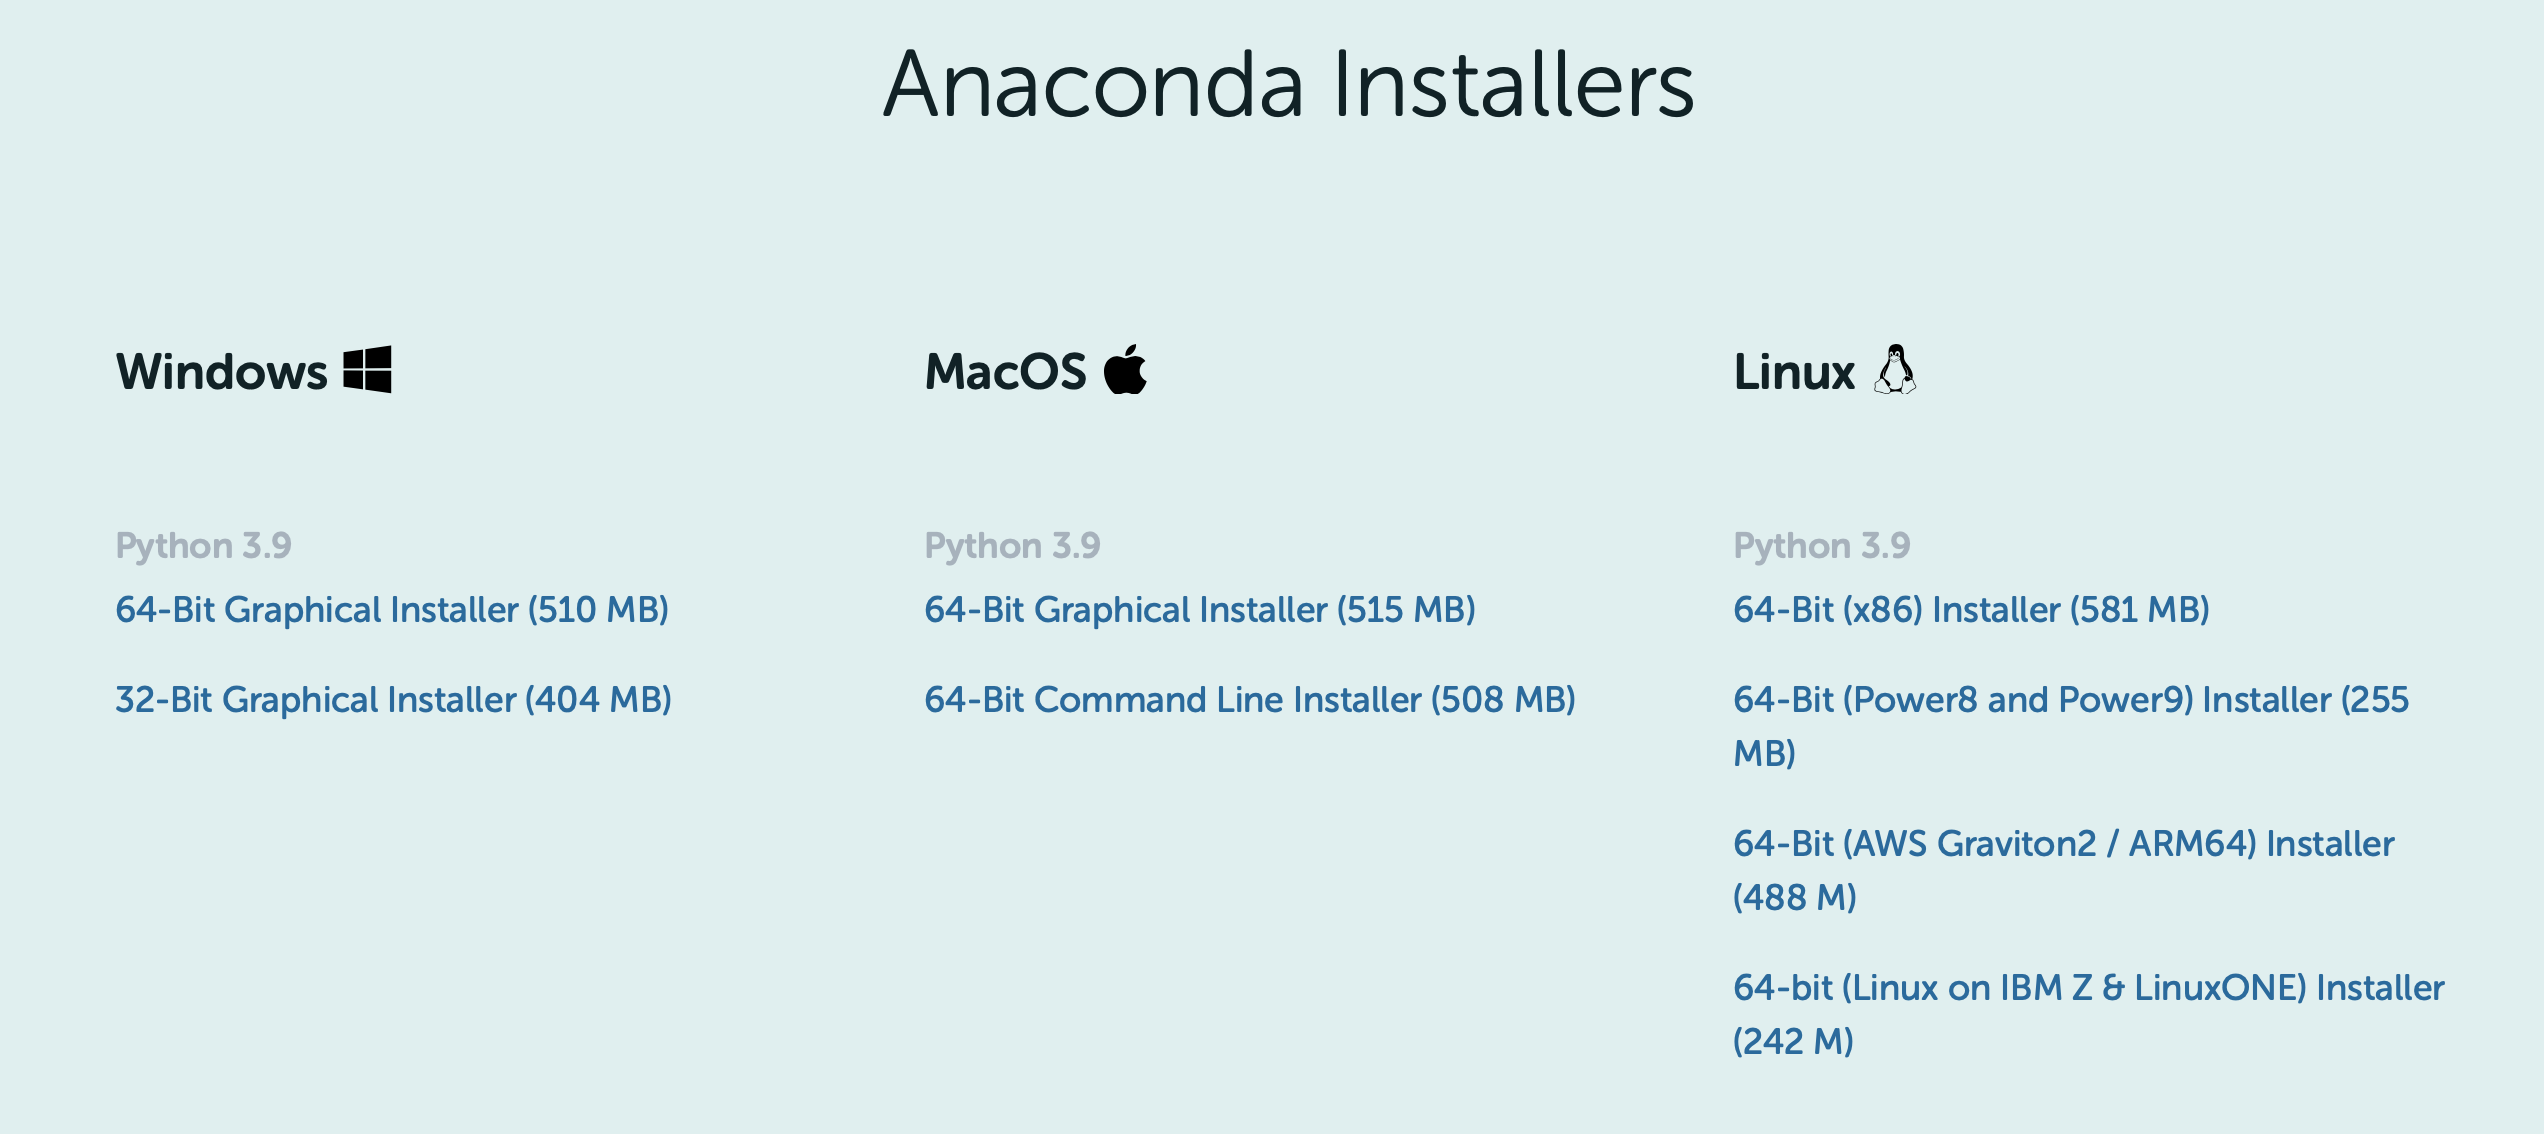 Anaconda Installers
Windows
Python 3.9
64-Bit Graphical Installer (510 MB)
32-Bit Graphical Installer (404 MB)
MacOS
Python 3.9
64-Bit Graphical Installer (515 MB)
64-Bit Command Line Installer (508 MB)
Linux
Python 3.9
64-Bit (x86) Installer (581 MB)
64-Bit (Power8 and Power9) Installer (255
MB)
64-Bit (AWS Graviton2 / ARM64) Installer
(488 M)
64-bit (Linux on IBM Z & LinuxONE) Installer
(242 M)